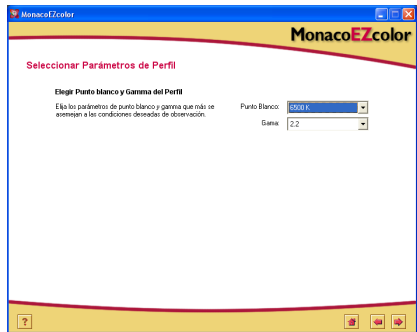 MonacoEZcolor
MonacoEZcolor
Seleccionar Parámetros de Perfil
Elegir Punto blanco y Gamma del Perfil
Elija los parámetros de punto blanco y gamma que más se
asemejan a las condiciones deseadas de observación.
Punto Blanco: 6500 K
Gama: 2.2
?